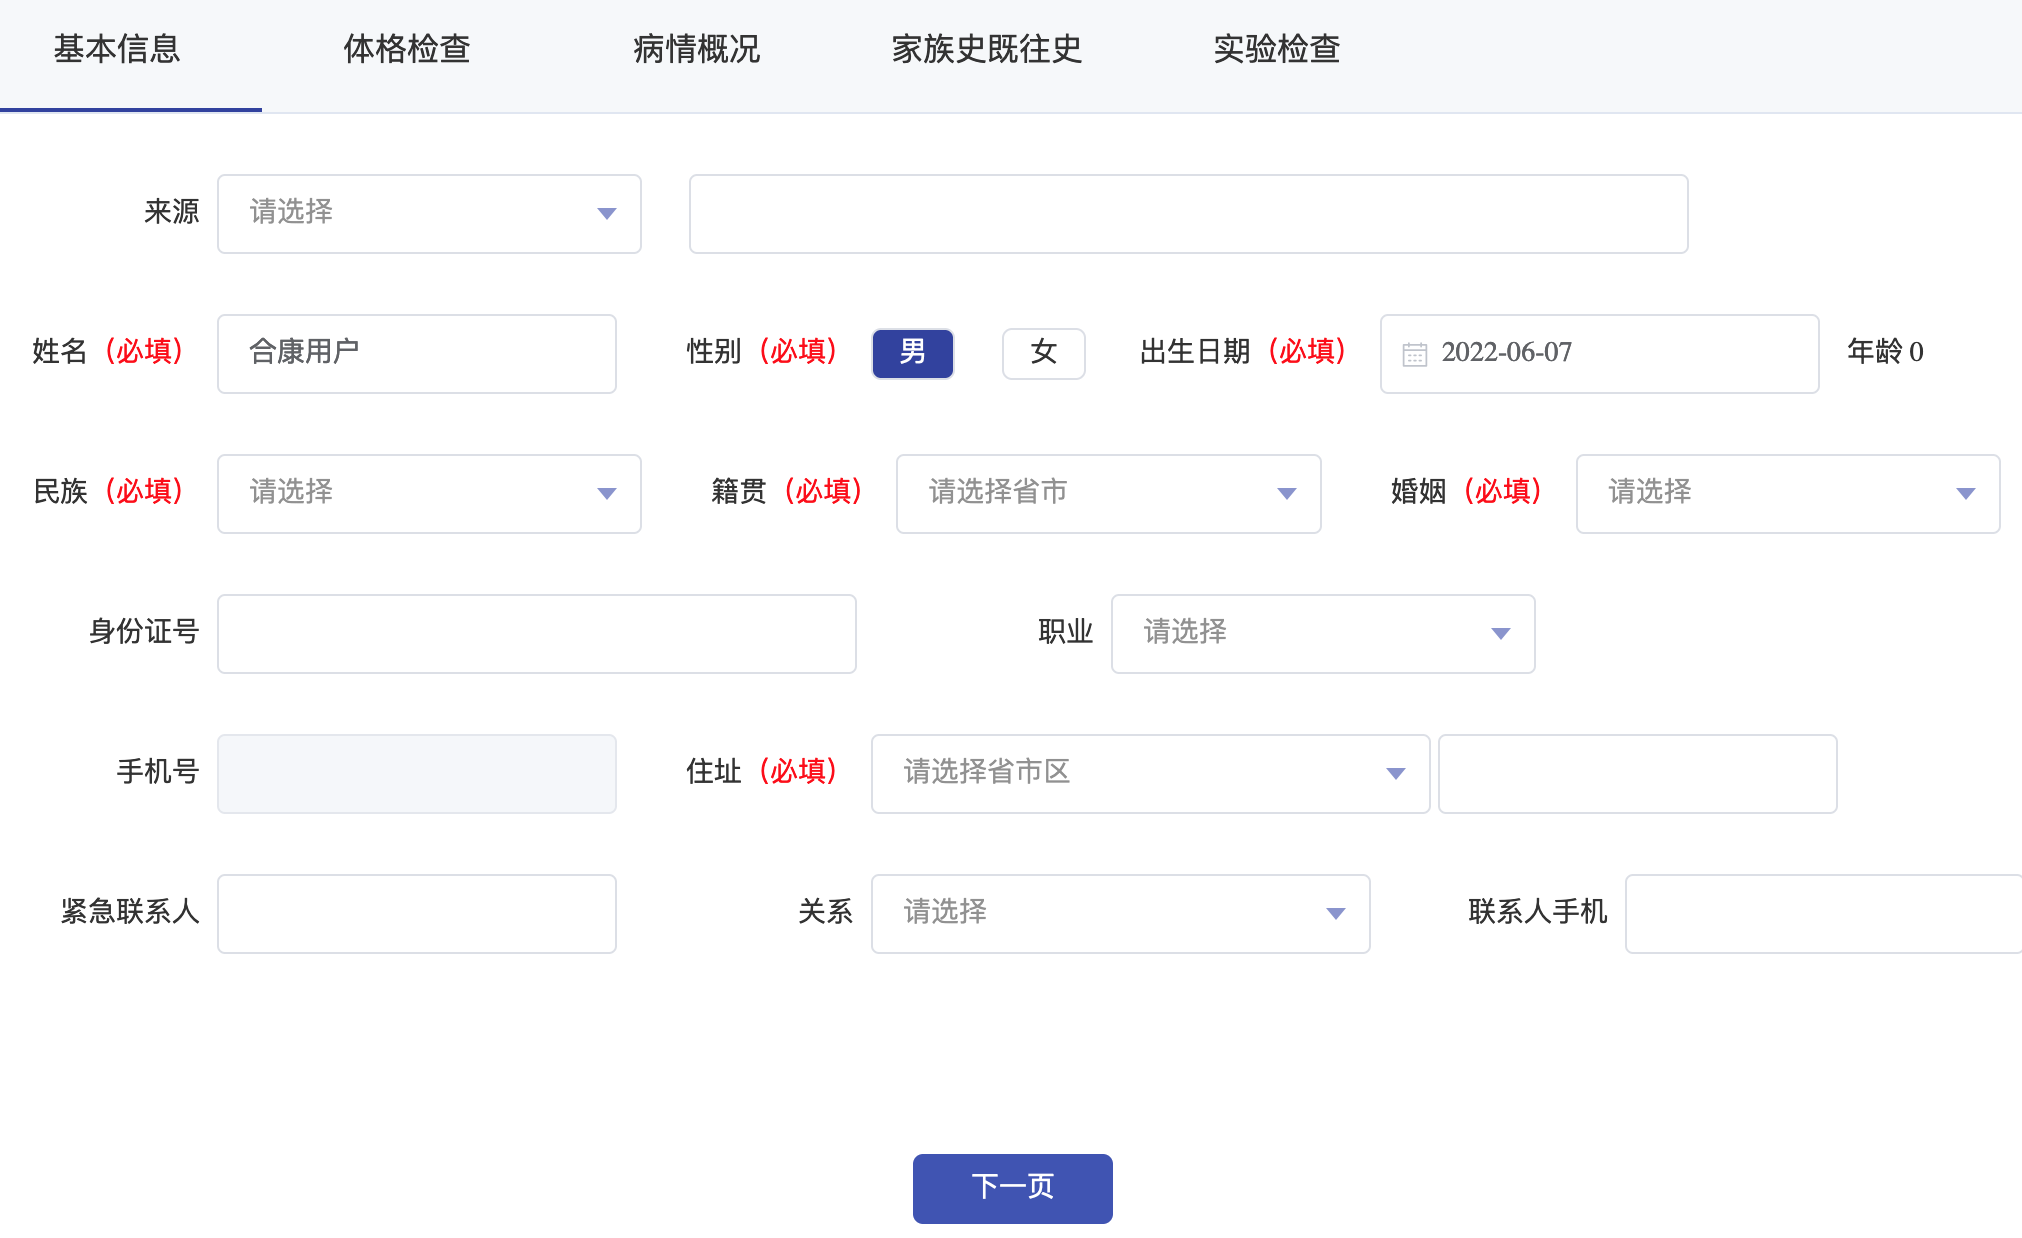 基本信息 体格检查 病情概况 家族史既往史 实验检查
来源 请选择
姓名（必填） 合康用户 性别（必填） 男 女 出生日期（必填） 2022-06-07 年龄 0
民族（必填） 请选择 籍贯（必填） 请选择省市 婚姻（必填） 请选择
身份证号 职业 请选择
手机号 住址（必填） 请选择省市区
紧急联系人 关系 请选择 联系人手机
下一页